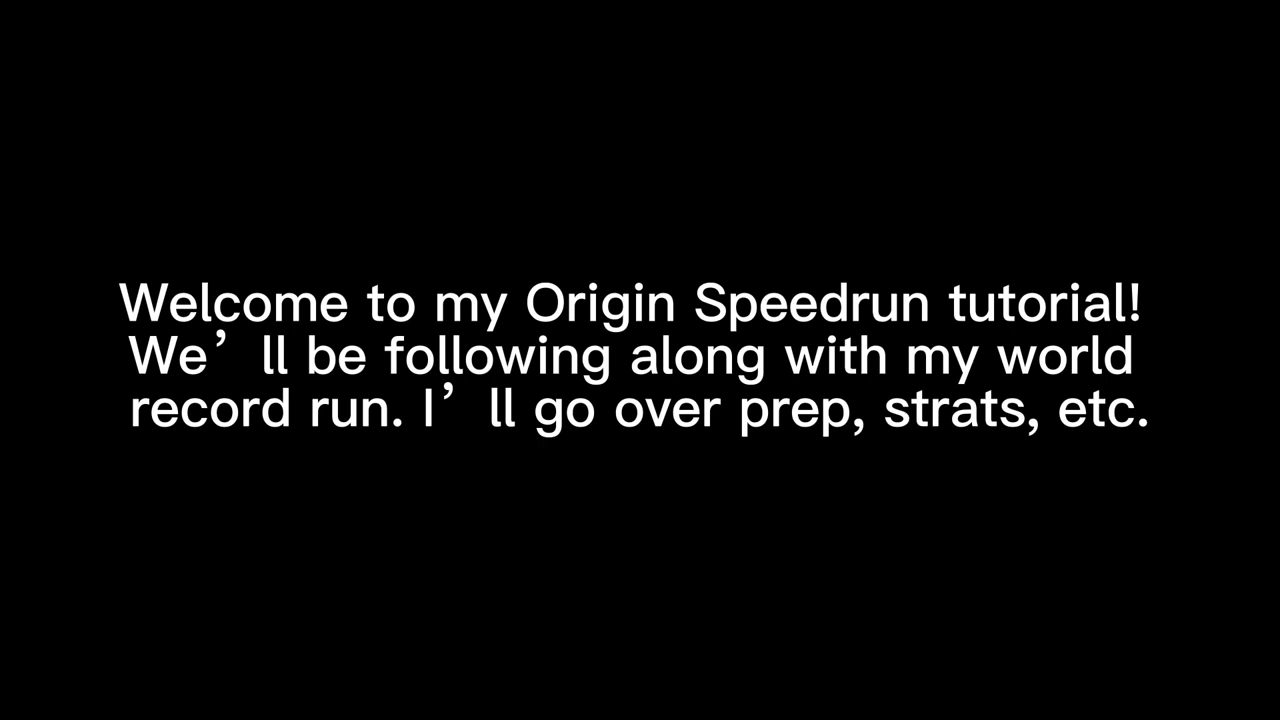 Welcome to my Origin Speedrun tutorial!
We’ll be following along with my world
record run. I’ll go over prep, strats, etc.